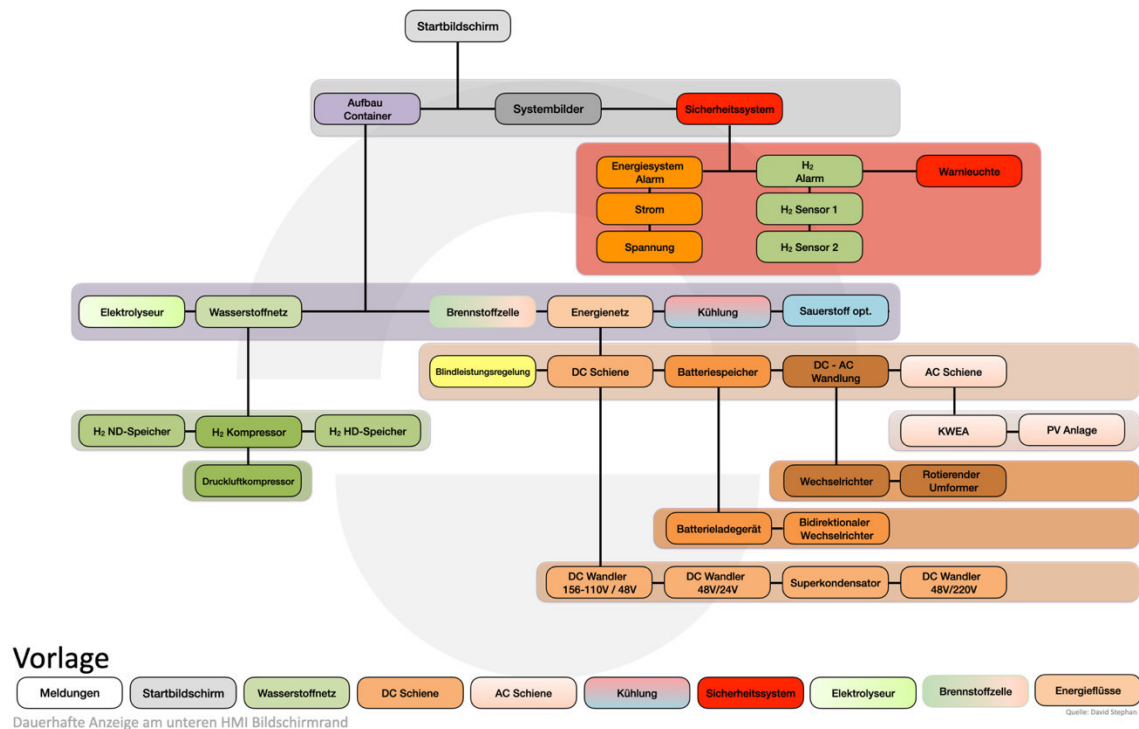 Startbildschirm
Aufbau
Container
Systembilder
Sicherheitssystem
Energiesystem
Alarm
H₂
Alarm
Warnleuchte
Strom
H₂ Sensor 1
Spannung
H₂ Sensor 2
Elektrolyseur
Wasserstoffnetz
Brennstoffzelle
Energienetz
Kühlung
Sauerstoff opt.
Blindleistungsregelung
DC Schiene
Batteriespeicher
DC - AC
Wandlung
AC Schiene
H₂ ND-Speicher
H₂ Kompressor
H₂ HD-Speicher
KWEA
PV Anlage
Druckluftkompressor
Wechselrichter
Rotierender
Umformer
Batterieladegerät
Bidirektionaler
Wechselrichter
DC Wandler
156-110V / 48V
DC Wandler
48V/24V
Superkondensator
DC Wandler
48V/220V
Vorlage
Meldungen
Startbildschirm
Wasserstoffnetz
DC Schiene
AC Schiene
Kühlung
Sicherheitssystem
Elektrolyseur
Brennstoffzelle
Energieflüsse
Dauerhafte Anzeige am unteren HMI Bildschirmrand
Quelle: David Stephan